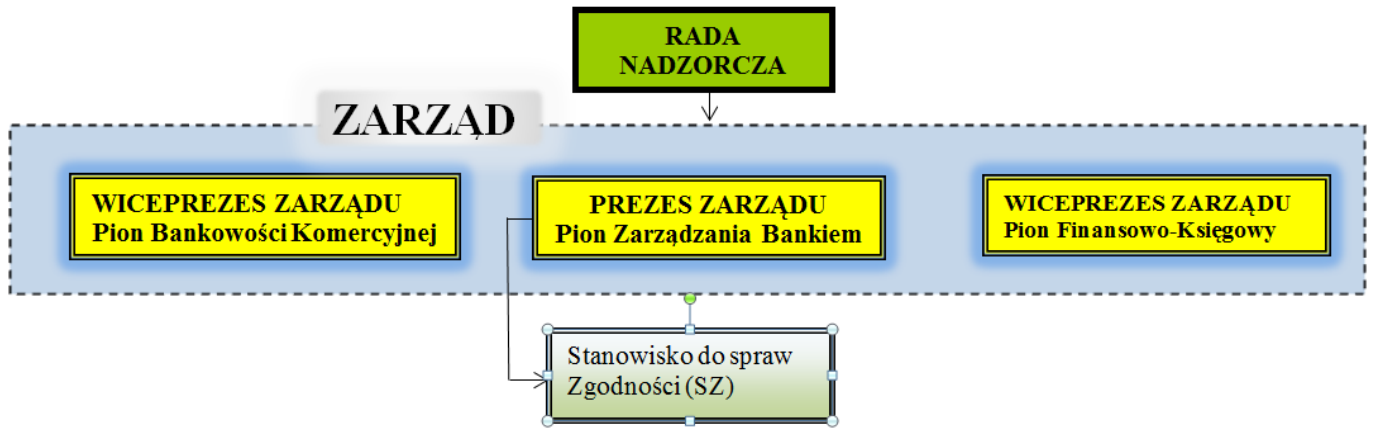 RADA
NADZORCZA
ZARZĄD
WICEPREZES ZARZĄDU
Pion Bankowości Komercyjnej
PREZES ZARZĄDU
Pion Zarządzania Bankiem
WICEPREZES ZARZĄDU
Pion Finansowo-Księgowy
Stanowisko do spraw
Zgodności (SZ)